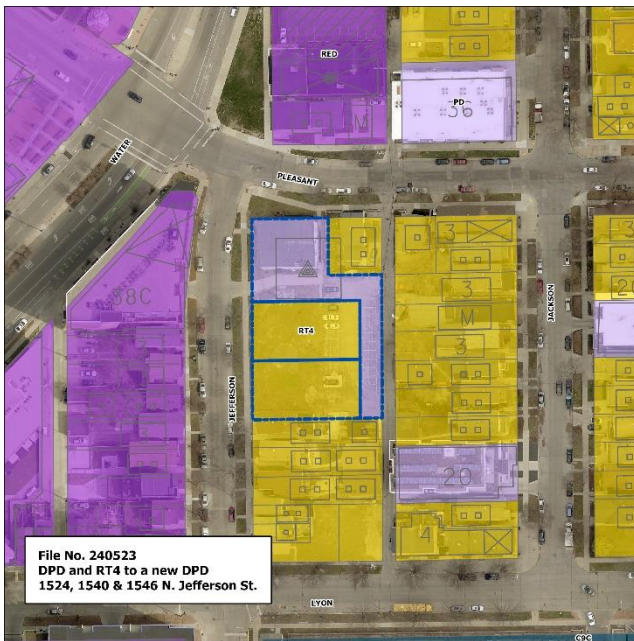 RED
PD
36
M
WATER
PLEASANT
38C
3
3
M
3
20
RT4
JEFFERSON
JACKSON
20
4
File No. 240523
DPD and RT4 to a new DPD
1524, 1540 & 1546 N. Jefferson St.
LYON
C9C